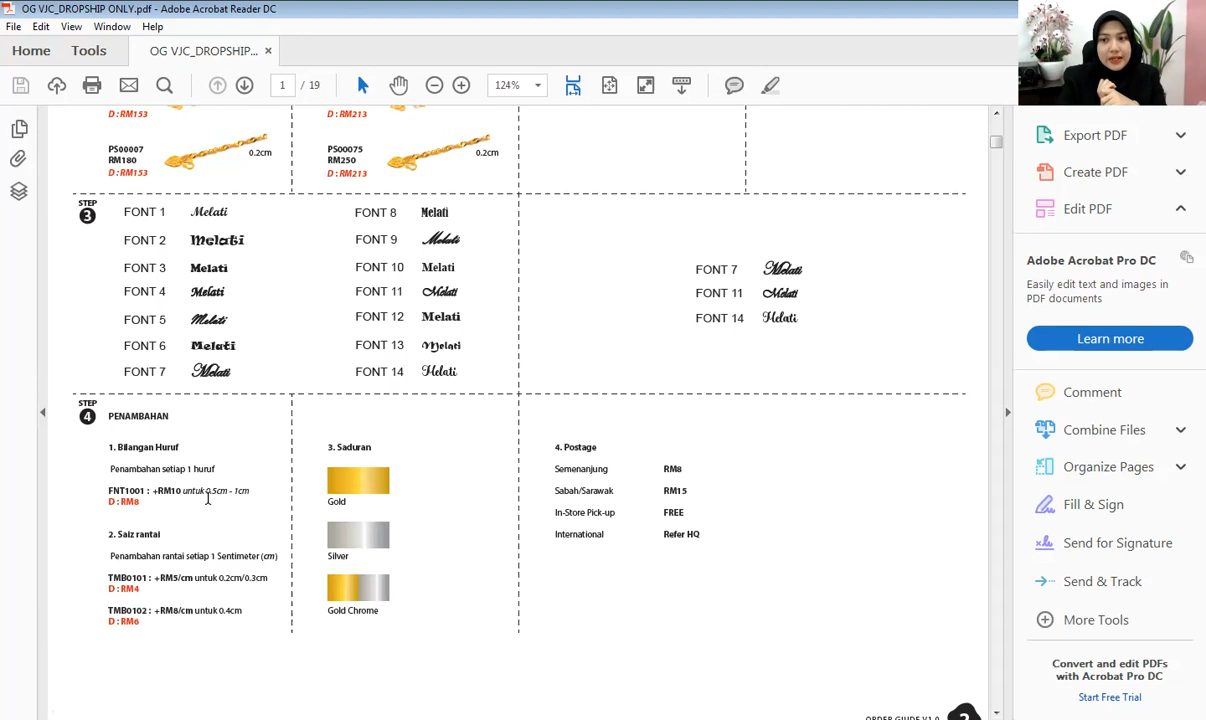 OG VJC_DROPSHIP ONLY.pdf - Adobe Acrobat Reader DC
File Edit View Window Help
Home Tools OG VJC_DROPSHIP... ×
1 / 19 124%
D : RM153 D : RM213
PS00007 0.2cm PS00075 0.2cm
RM180 RM250
D : RM153 D : RM213
STEP
3
FONT 1 Melati FONT 8 Melati
FONT 2 Melati FONT 9 Melati
FONT 3 Melati FONT 10 Melati FONT 7 Melati
FONT 4 Melati FONT 11 Melati FONT 11 Melati
FONT 5 Melati FONT 12 Melati FONT 14 Melati
FONT 6 Melati FONT 13 Melati
FONT 7 Melati FONT 14 Melati
STEP
4 PENAMBAHAN
1. Bilangan Huruf
Penambahan setiap 1 huruf
FNT1001 : +RM10 untuk 0.5cm - 1cm
D : RM8
2. Saiz rantai
Penambahan rantai setiap 1 Sentimeter (cm)
TMB0101 : +RM5/cm untuk 0.2cm/0.3cm
D : RM4
TMB0102 : +RM8/cm untuk 0.4cm
D : RM6
3. Saduran
Gold
Silver
Gold Chrome
4. Postage
Semenanjung RM8
Sabah/Sarawak RM15
In-Store Pick-up FREE
International Refer HQ
Export PDF
Create PDF
Edit PDF
Adobe Acrobat Pro DC
Easily edit text and images in
PDF documents
Learn more
Comment
Combine Files
Organize Pages
Fill & Sign
Send for Signature
Send & Track
More Tools
Convert and edit PDFs
with Acrobat Pro DC
Start Free Trial
ORDER GUIDE V1.0